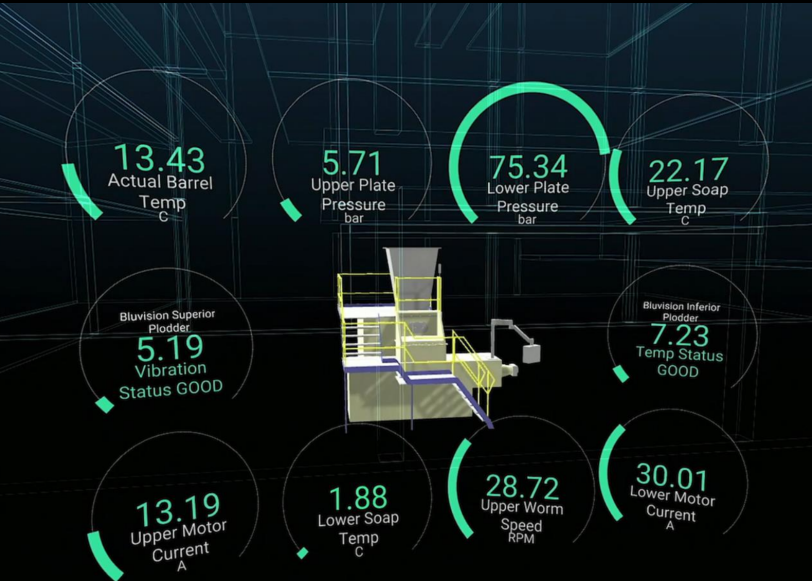 13.43
Actual Barrel
Temp
C
5.71
Upper Plate
Pressure
bar
75.34
Lower Plate
Pressure
bar
22.17
Upper Soap
Temp
C
Bluvision Superior
Plodder
5.19
Vibration
Status GOOD
Bluvision Inferior
Plodder
7.23
Temp Status
GOOD
13.19
Upper Motor
Current
A
1.88
Lower Soap
Temp
C
28.72
Upper Worm
Speed
RPM
30.01
Lower Motor
Current
A